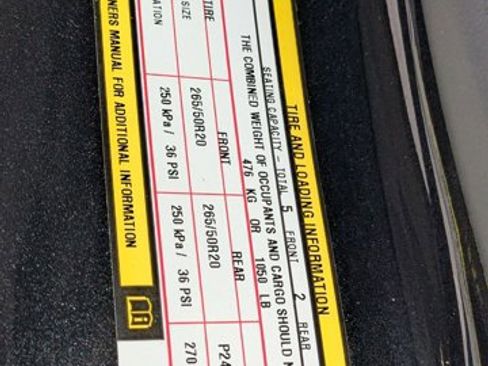 TIRE AND LOADING INFORMATION
SEATING CAPACITY – TOTAL 5 FRONT 2 REAR
THE COMBINED WEIGHT OF OCCUPANTS AND CARGO SHOULD
476 KG OR 1050 LB
TIRE FRONT REAR
SIZE 265/50R20 265/50R20 P24
250 kPa / 36 PSI 250 kPa / 36 PSI 270
MANUAL FOR ADDITIONAL INFORMATION